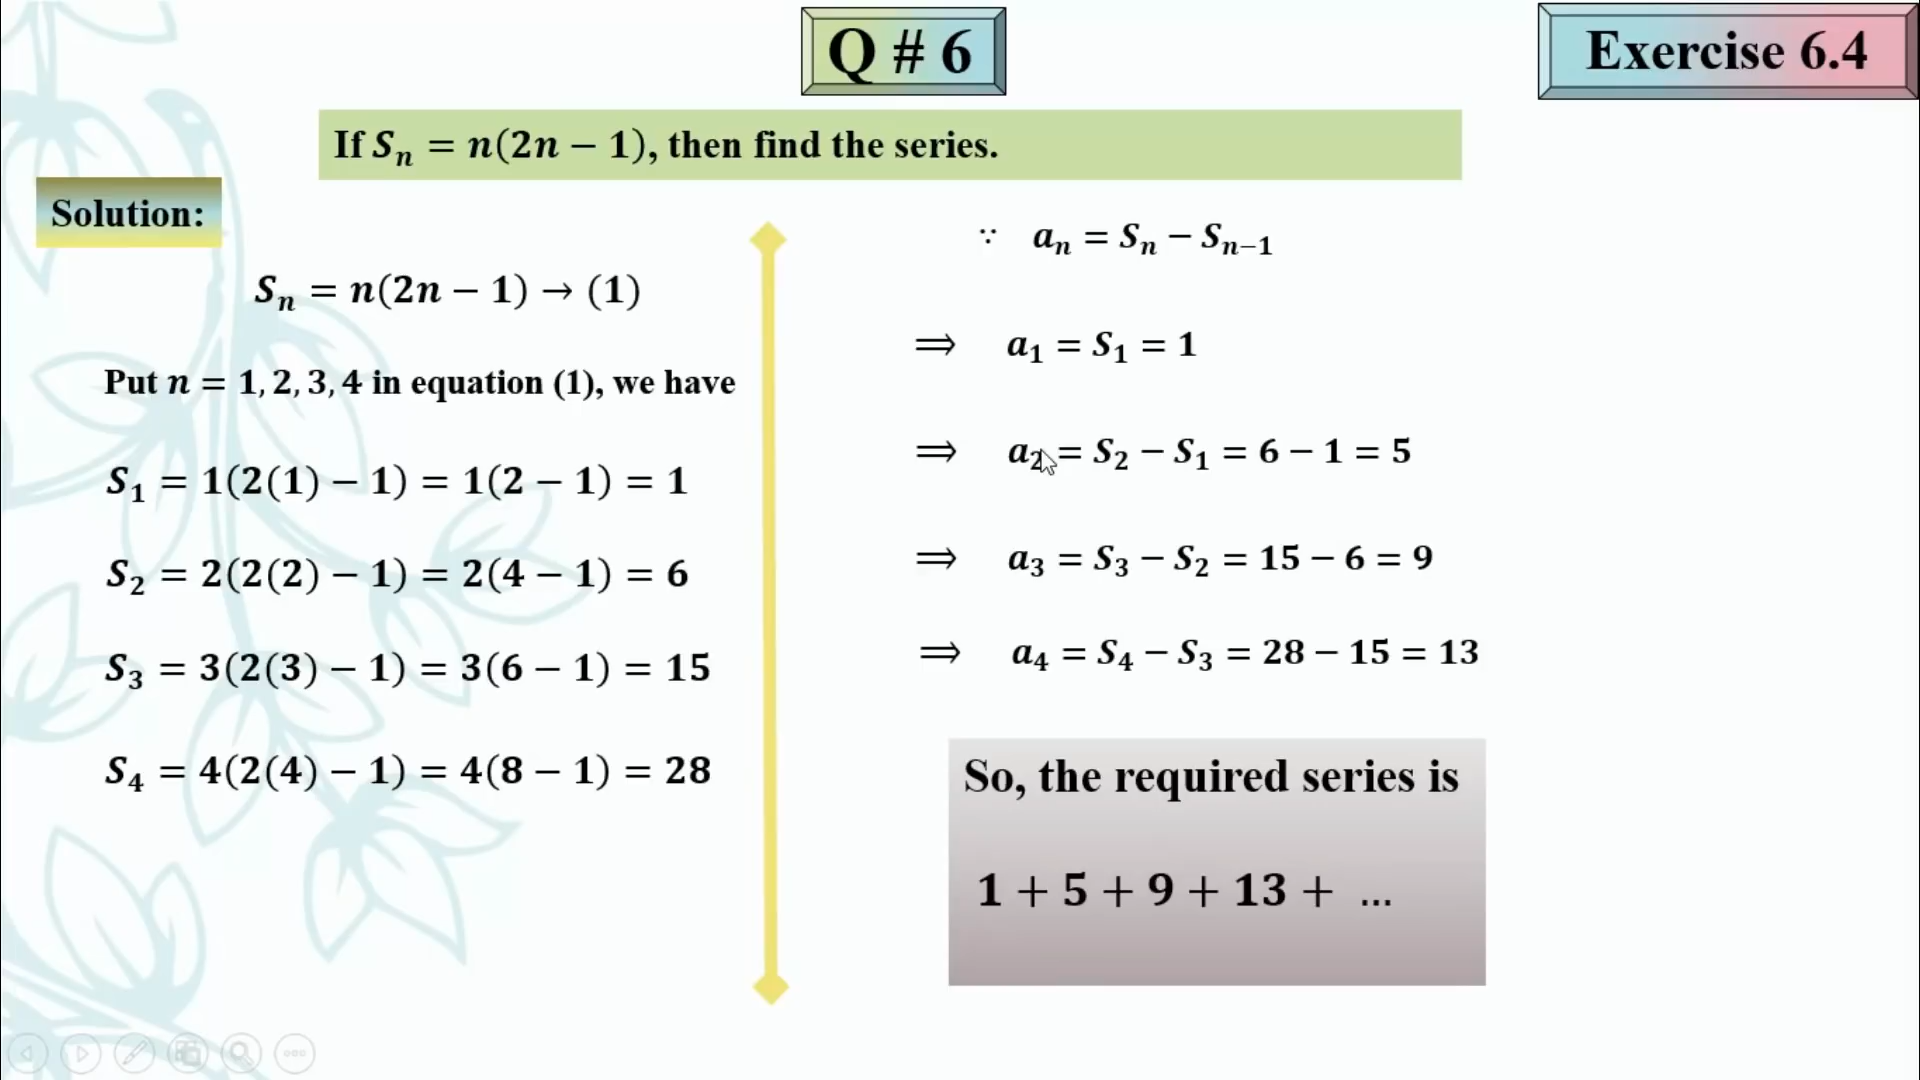 Q # 6
Exercise 6.4
If Sₙ = n(2n − 1), then find the series.
Solution:
Sₙ = n(2n − 1) → (1)
Put n = 1, 2, 3, 4 in equation (1), we have
S₁ = 1(2(1) − 1) = 1(2 − 1) = 1
S₂ = 2(2(2) − 1) = 2(4 − 1) = 6
S₃ = 3(2(3) − 1) = 3(6 − 1) = 15
S₄ = 4(2(4) − 1) = 4(8 − 1) = 28
∵ aₙ = Sₙ − Sₙ₋₁
⟹ a₁ = S₁ = 1
⟹ a₂ = S₂ − S₁ = 6 − 1 = 5
⟹ a₃ = S₃ − S₂ = 15 − 6 = 9
⟹ a₄ = S₄ − S₃ = 28 − 15 = 13
So, the required series is
1 + 5 + 9 + 13 + ...